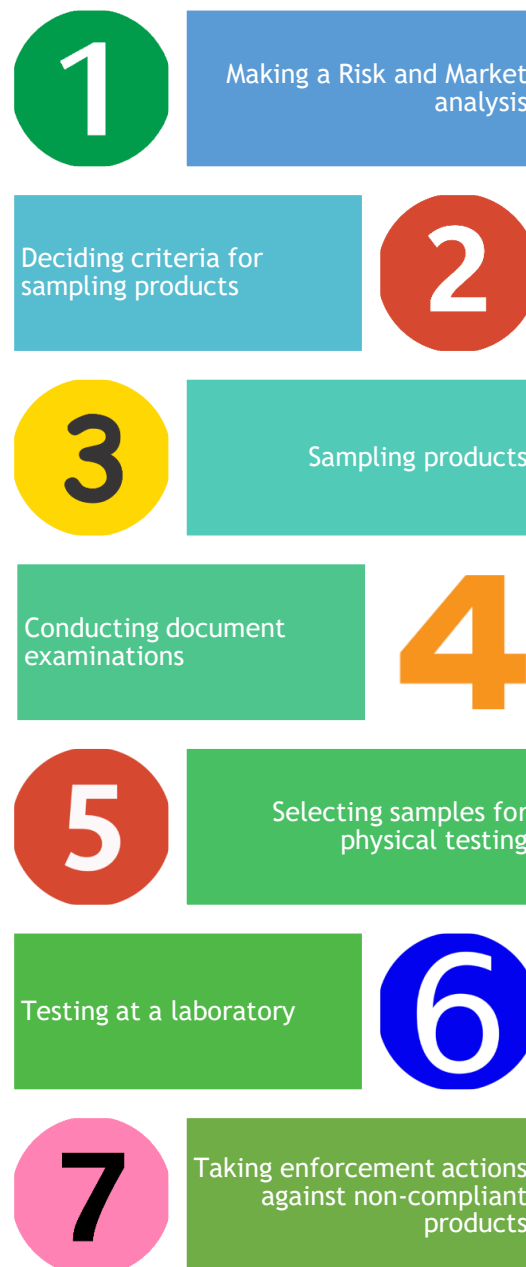 1
Making a Risk and Market
analysis
Deciding criteria for
sampling products
2
3
Sampling products
Conducting document
examinations
4
5
Selecting samples for
physical testing
Testing at a laboratory
6
7
Taking enforcement actions
against non-compliant
products